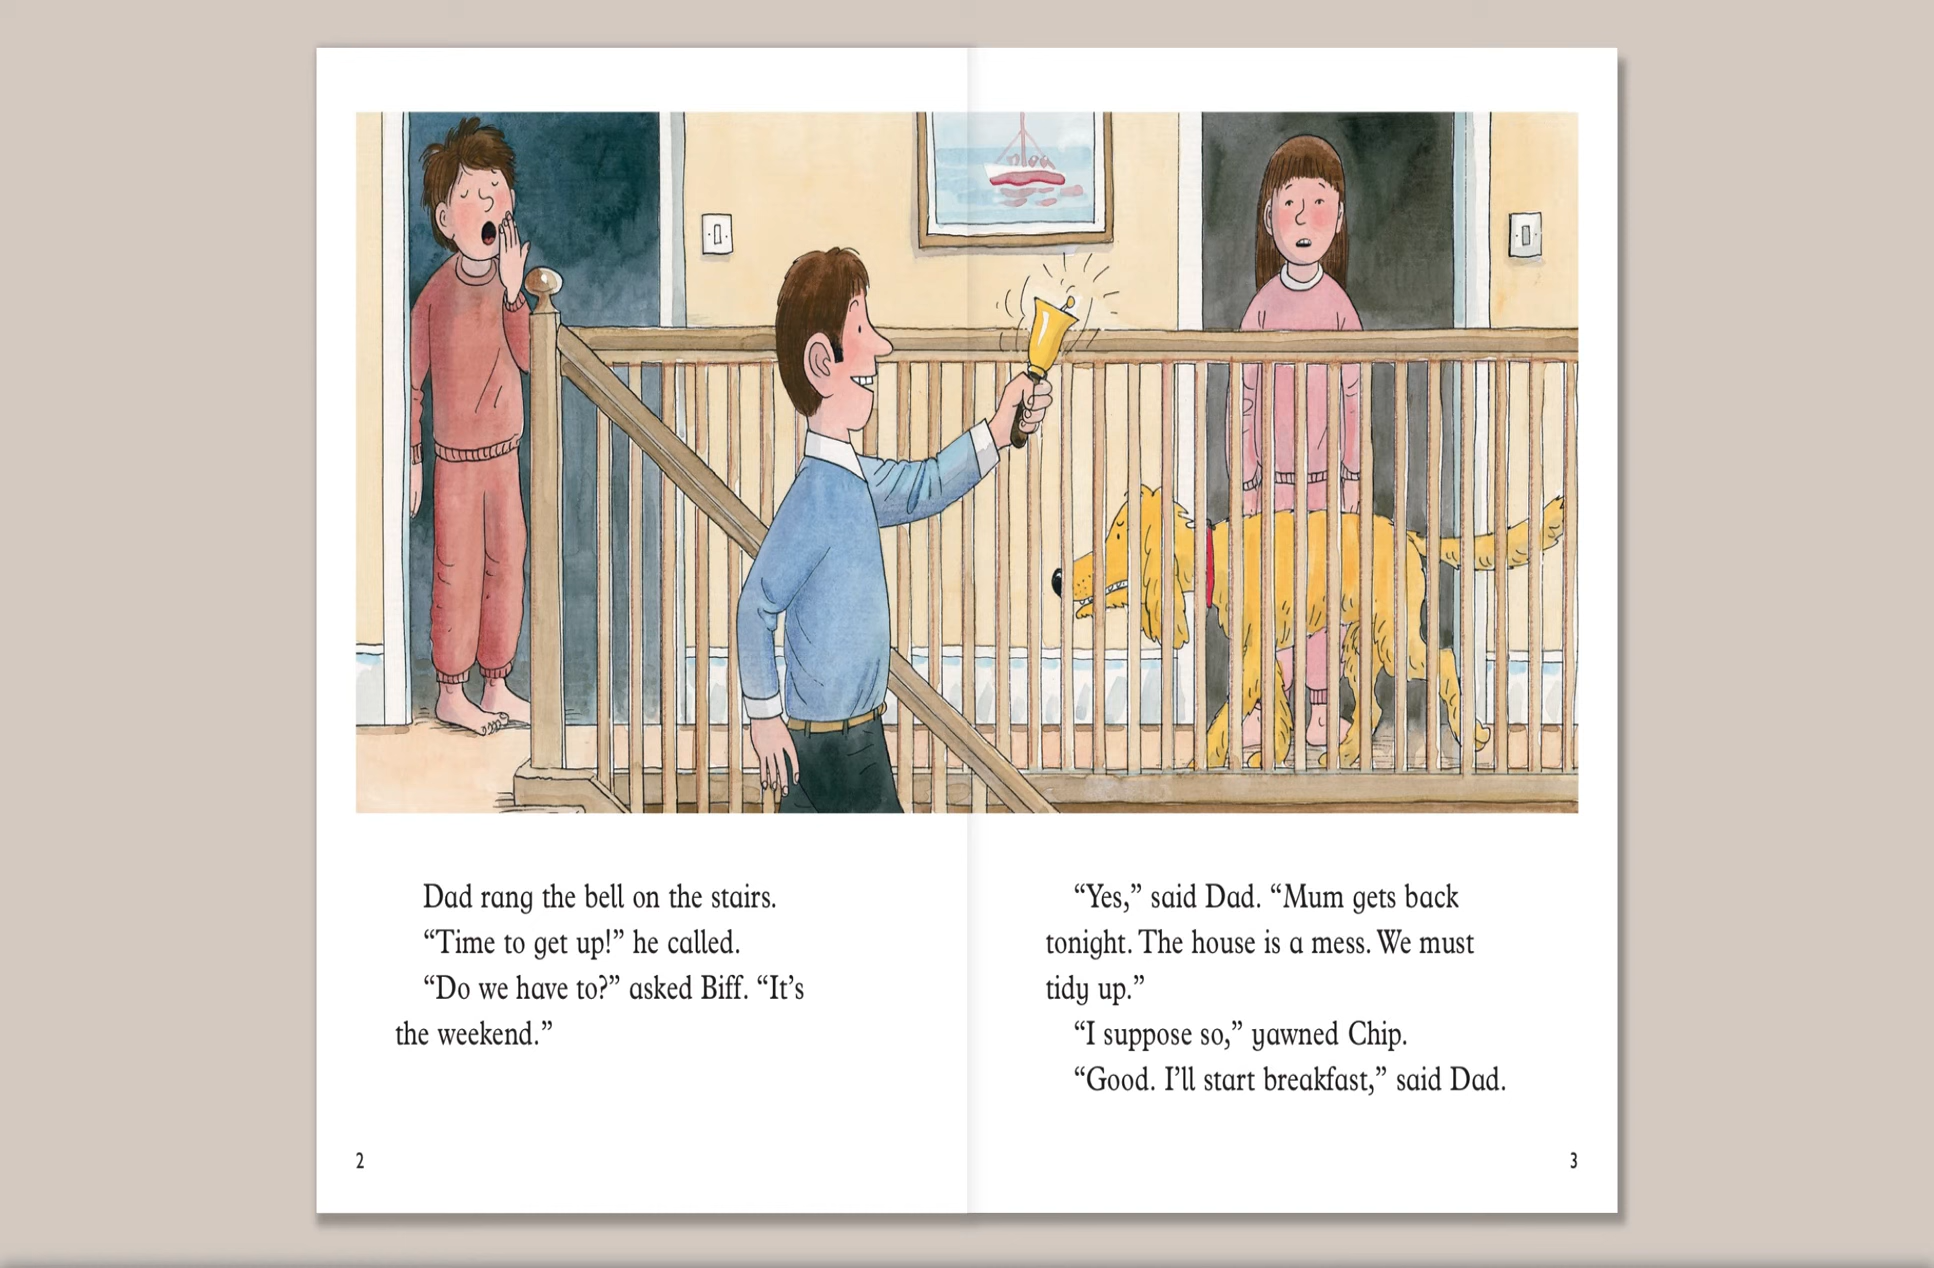 Dad rang the bell on the stairs.
“Time to get up!” he called.
“Do we have to?” asked Biff. “It’s
the weekend.”
2
“Yes,” said Dad. “Mum gets back
tonight. The house is a mess. We must
tidy up.”
“I suppose so,” yawned Chip.
“Good. I’ll start breakfast,” said Dad.
3